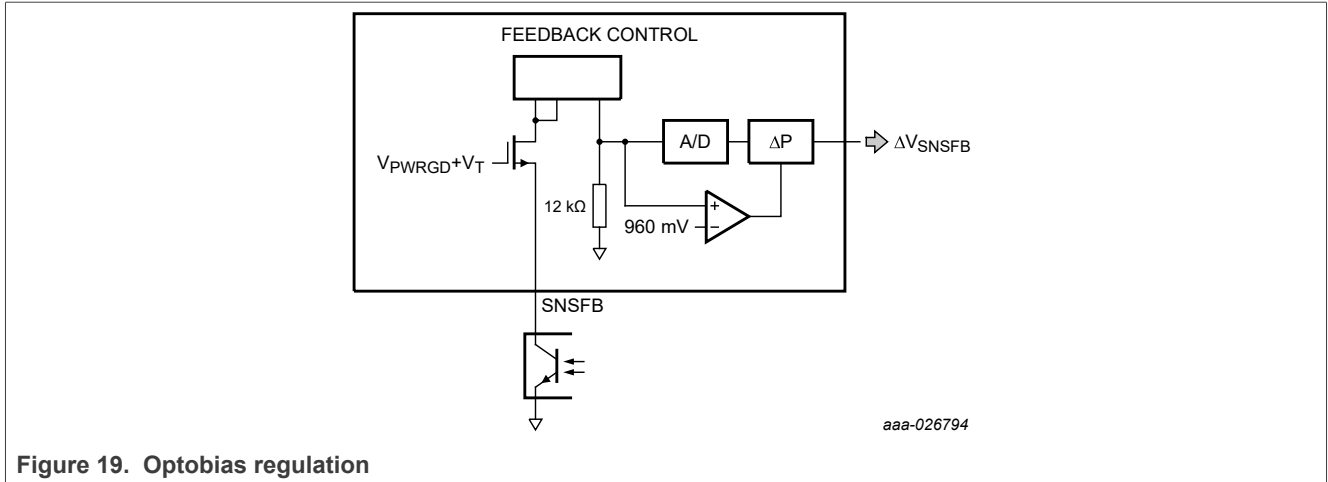 FEEDBACK CONTROL
A/D
ΔP
ΔVSNSFB
VPWRGD+VT
12 kΩ
+
960 mV
−
SNSFB
aaa-026794
Figure 19. Optobias regulation